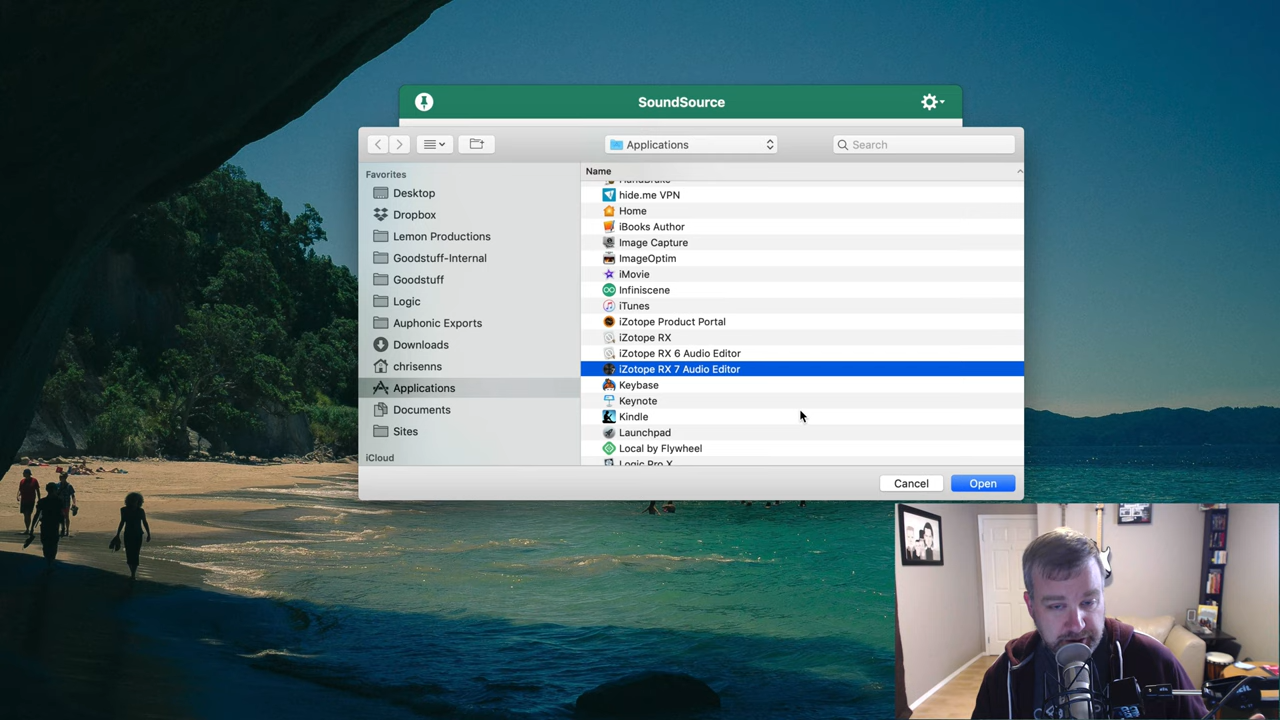 SoundSource
Applications
Search
Favorites
Desktop
Dropbox
Lemon Productions
Goodstuff-Internal
Goodstuff
Logic
Auphonic Exports
Downloads
chrisenns
Applications
Documents
Sites
iCloud
Name
HandBrake
hide.me VPN
Home
iBooks Author
Image Capture
ImageOptim
iMovie
Infiniscene
iTunes
iZotope Product Portal
iZotope RX
iZotope RX 6 Audio Editor
iZotope RX 7 Audio Editor
Keybase
Keynote
Kindle
Launchpad
Local by Flywheel
Logic Pro X
Cancel
Open